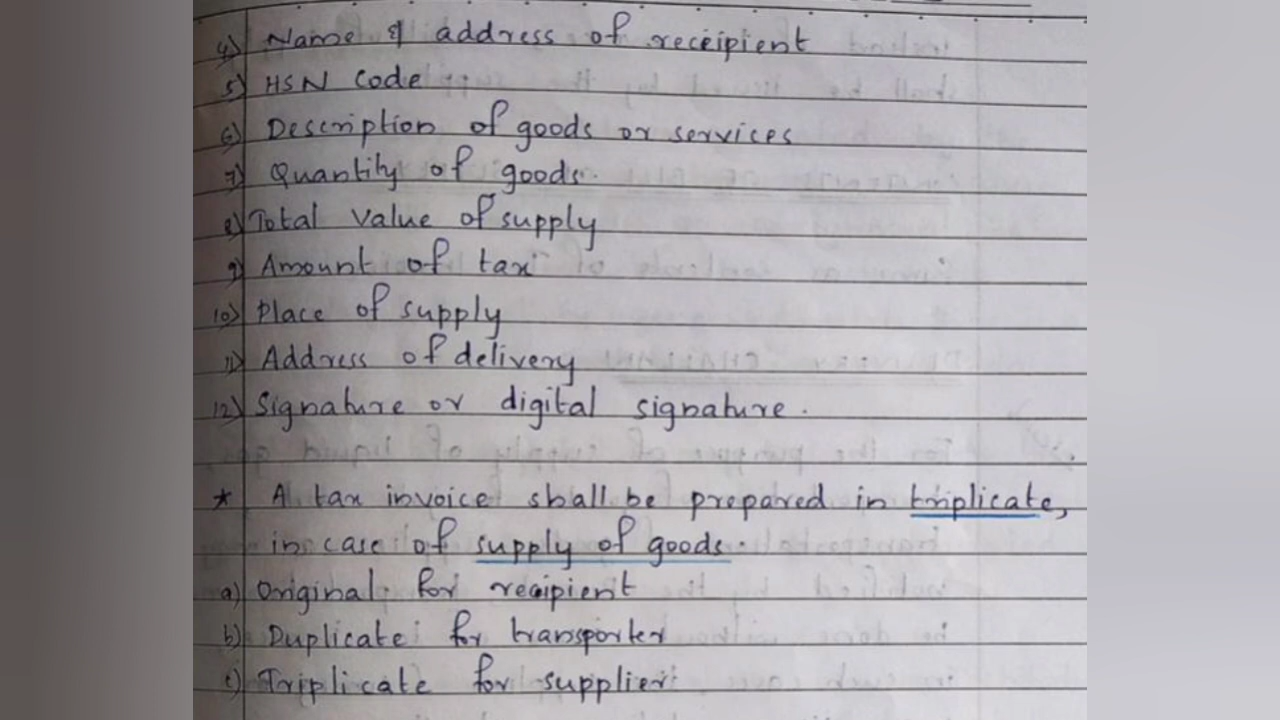 4) Name & address of receipient
5) HSN Code
6) Description of goods or services
7) Quantity of goods.
8) Total value of supply
9) Amount of tax
10) Place of supply
11) Address of delivery
12) Signature or digital signature.
* A tax invoice shall be prepared in triplicate,
in case of supply of goods.
a) Original for recipient
b) Duplicate for transporter
c) Triplicate for supplier